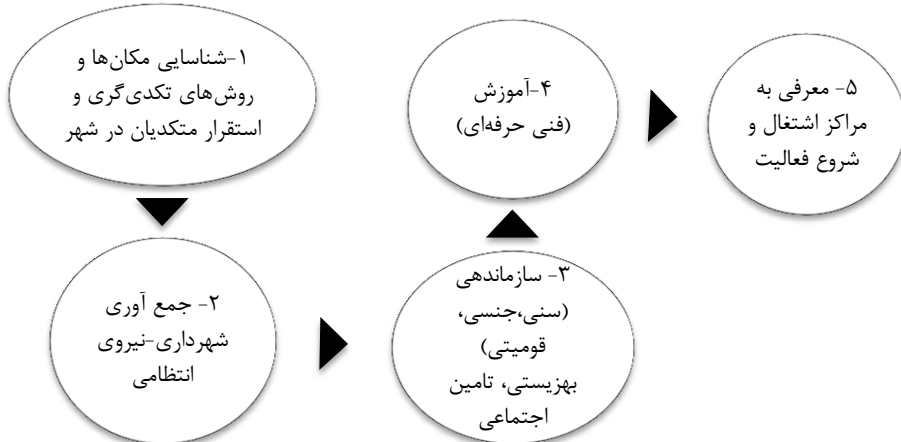 ۱-شناسایی مکان‌ها و
روش‌های تکدی‌گری و
استقرار متکدیان در شهر
۲- جمع آوری
شهرداری-نیروی
انتظامی
۳- سازماندهی
(سنی،جنسی،
قومیتی)
بهزیستی، تامین
اجتماعی
۴-آموزش
(فنی حرفه‌ای)
۵- معرفی به
مراکز اشتغال و
شروع فعالیت